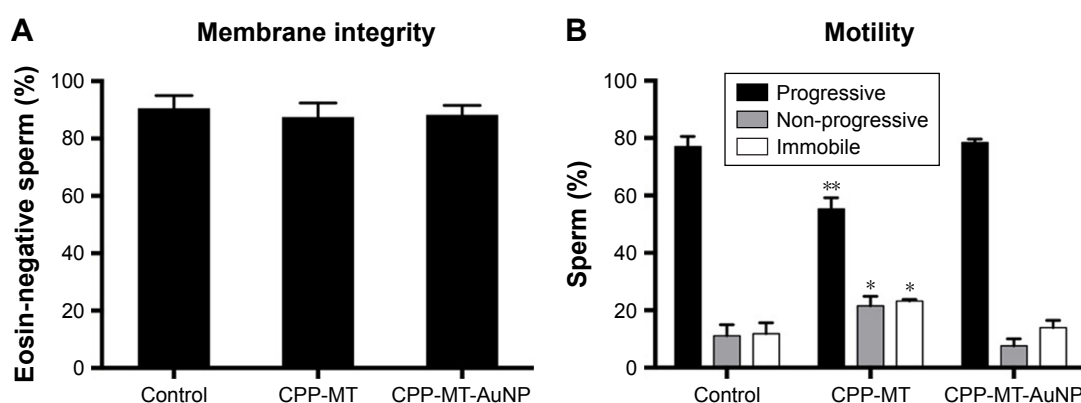 A
Membrane integrity
Eosin-negative sperm (%)
100
80
60
40
20
0
Control
CPP-MT
CPP-MT-AuNP
B
Motility
Sperm (%)
100
80
60
40
20
0
Progressive
Non-progressive
Immobile
**
*
*
Control
CPP-MT
CPP-MT-AuNP